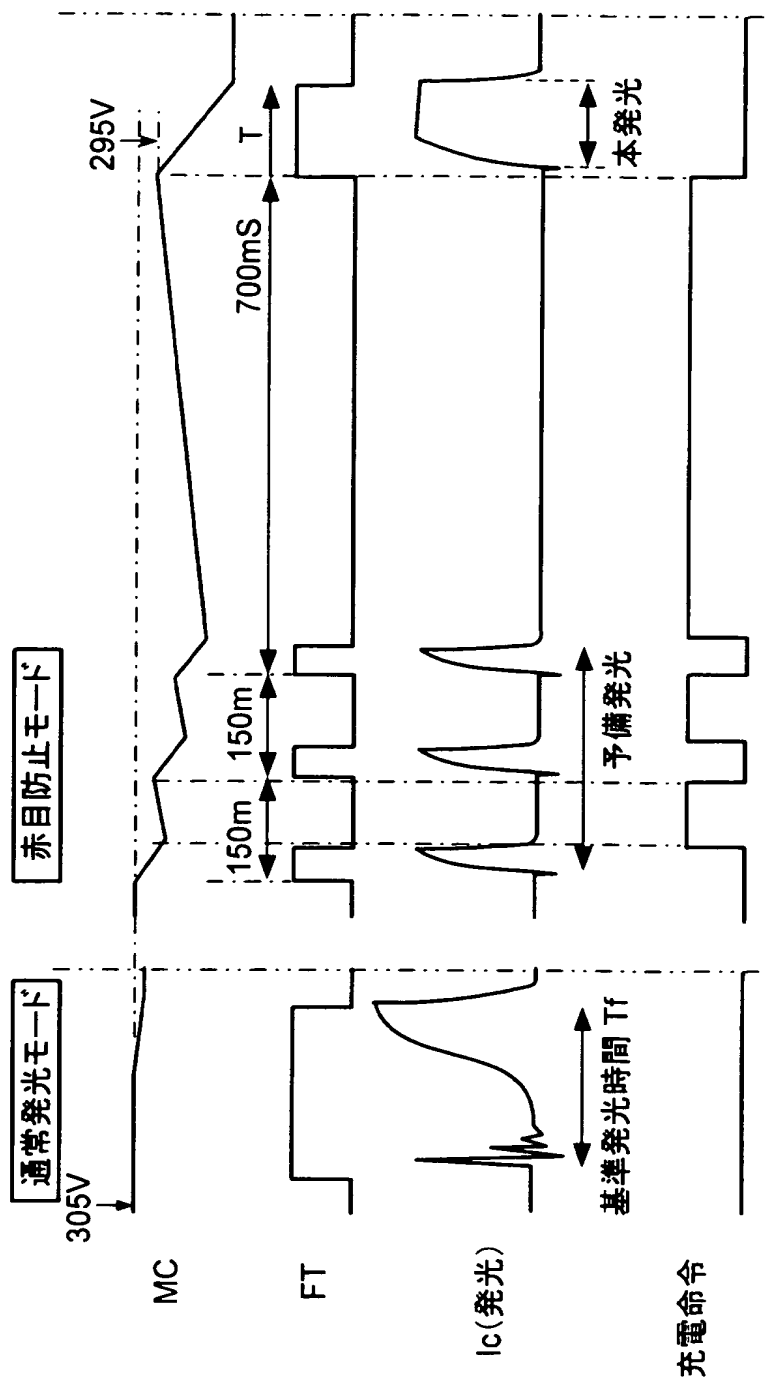 通常発光モード
赤目防止モード
305V
295V
MC
150m
150m
700mS
T
FT
Ic(発光)
基準発光時間 Tf
予備発光
本発光
充電命令